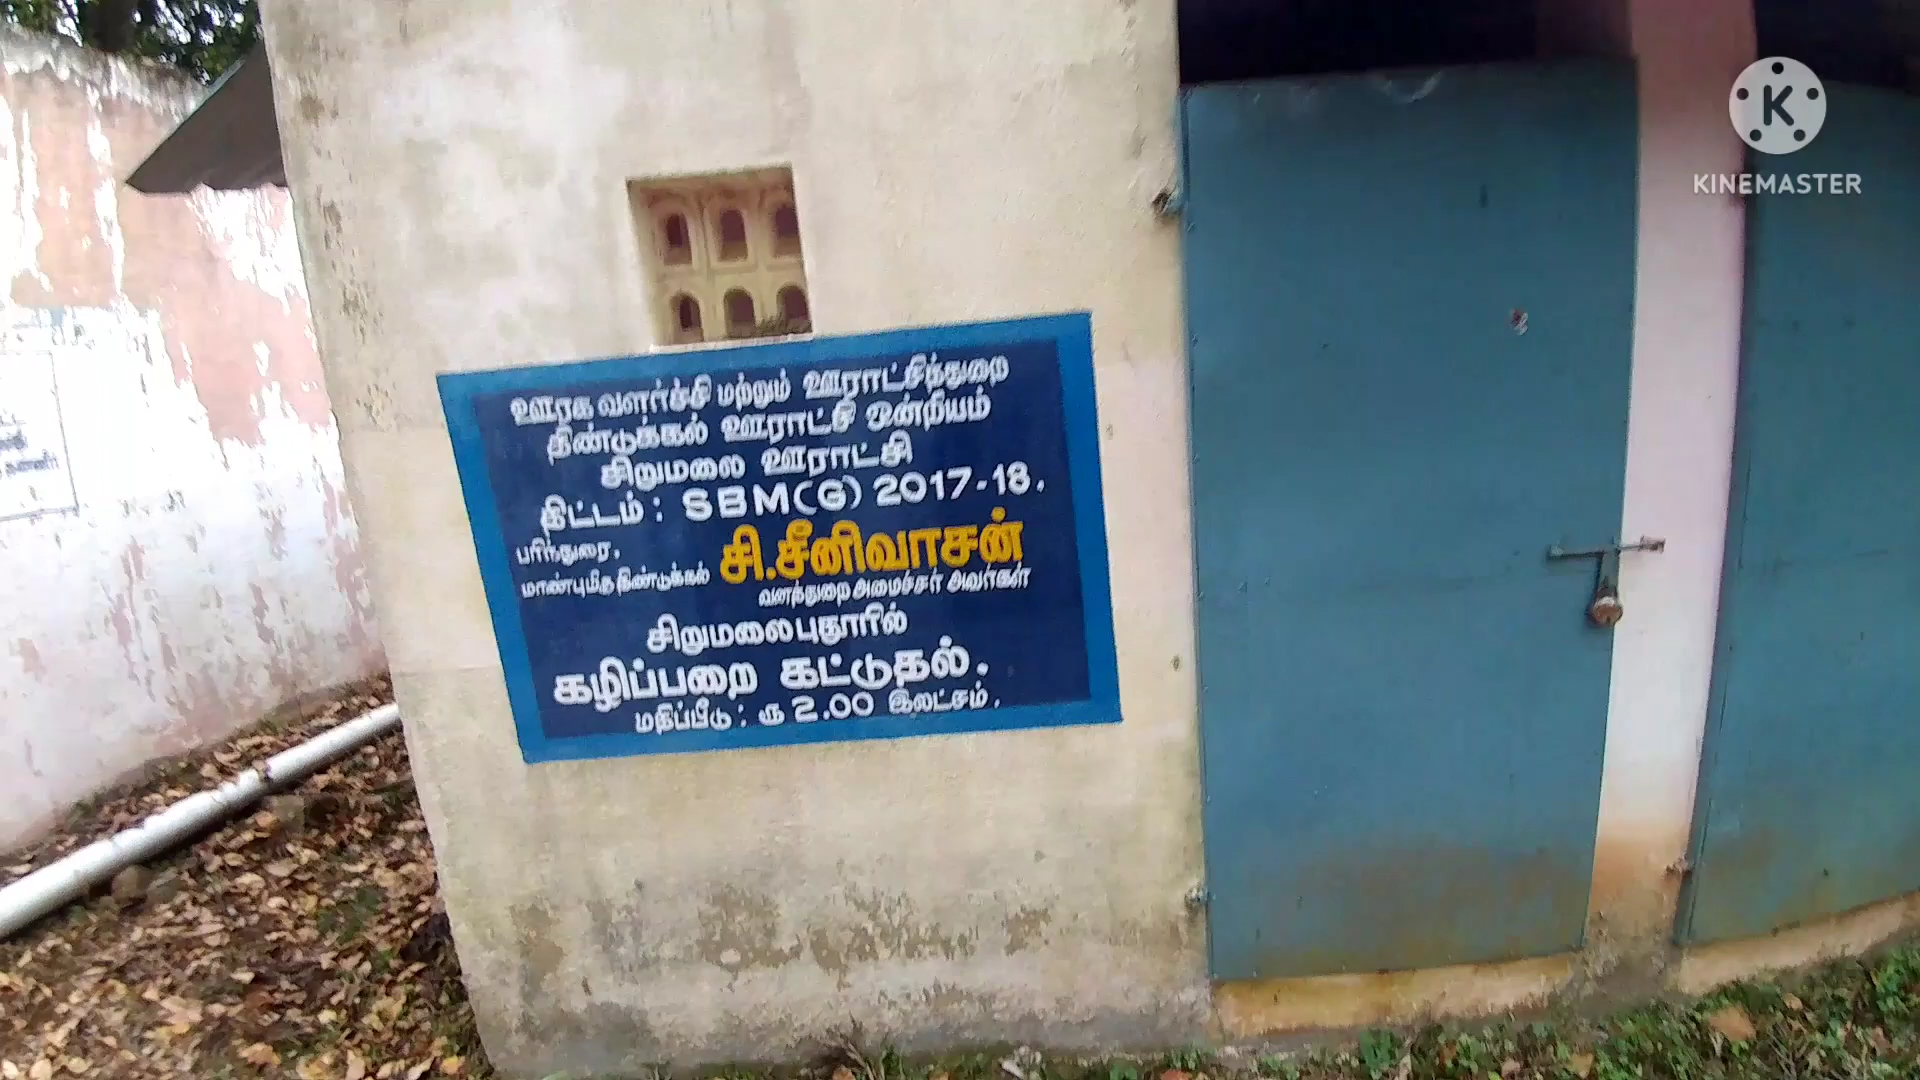 ஊரக வளர்ச்சி மற்றும் ஊராட்சித்துறை
திண்டுக்கல் ஊராட்சி ஒன்றியம்
சிறுமலை ஊராட்சி
திட்டம் : SBM(G) 2017-18.
பரிந்துரை.
மாண்புமிகு திண்டுக்கல் சி.சீனிவாசன்
வனத்துறை அமைச்சர் அவர்கள்
சிறுமலைபுதூரில்
கழிப்பறை கட்டுதல்.
மதிப்பீடு : ரூ 2.00 இலட்சம்.
K
KINEMASTER